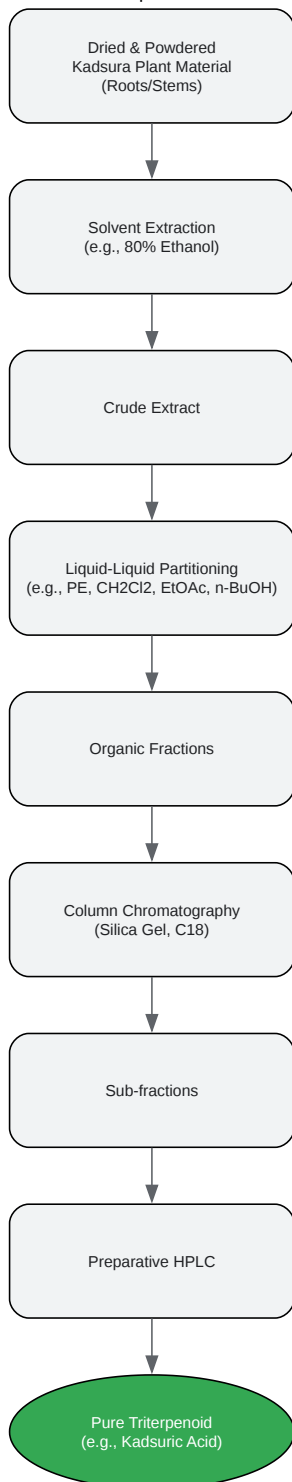 Dried & Powdered
Kadsura Plant Material
(Roots/Stems)
Solvent Extraction
(e.g., 80% Ethanol)
Crude Extract
Liquid-Liquid Partitioning
(e.g., PE, CH2Cl2, EtOAc, n-BuOH)
Organic Fractions
Column Chromatography
(Silica Gel, C18)
Sub-fractions
Preparative HPLC
Pure Triterpenoid
(e.g., Kadsuric Acid)